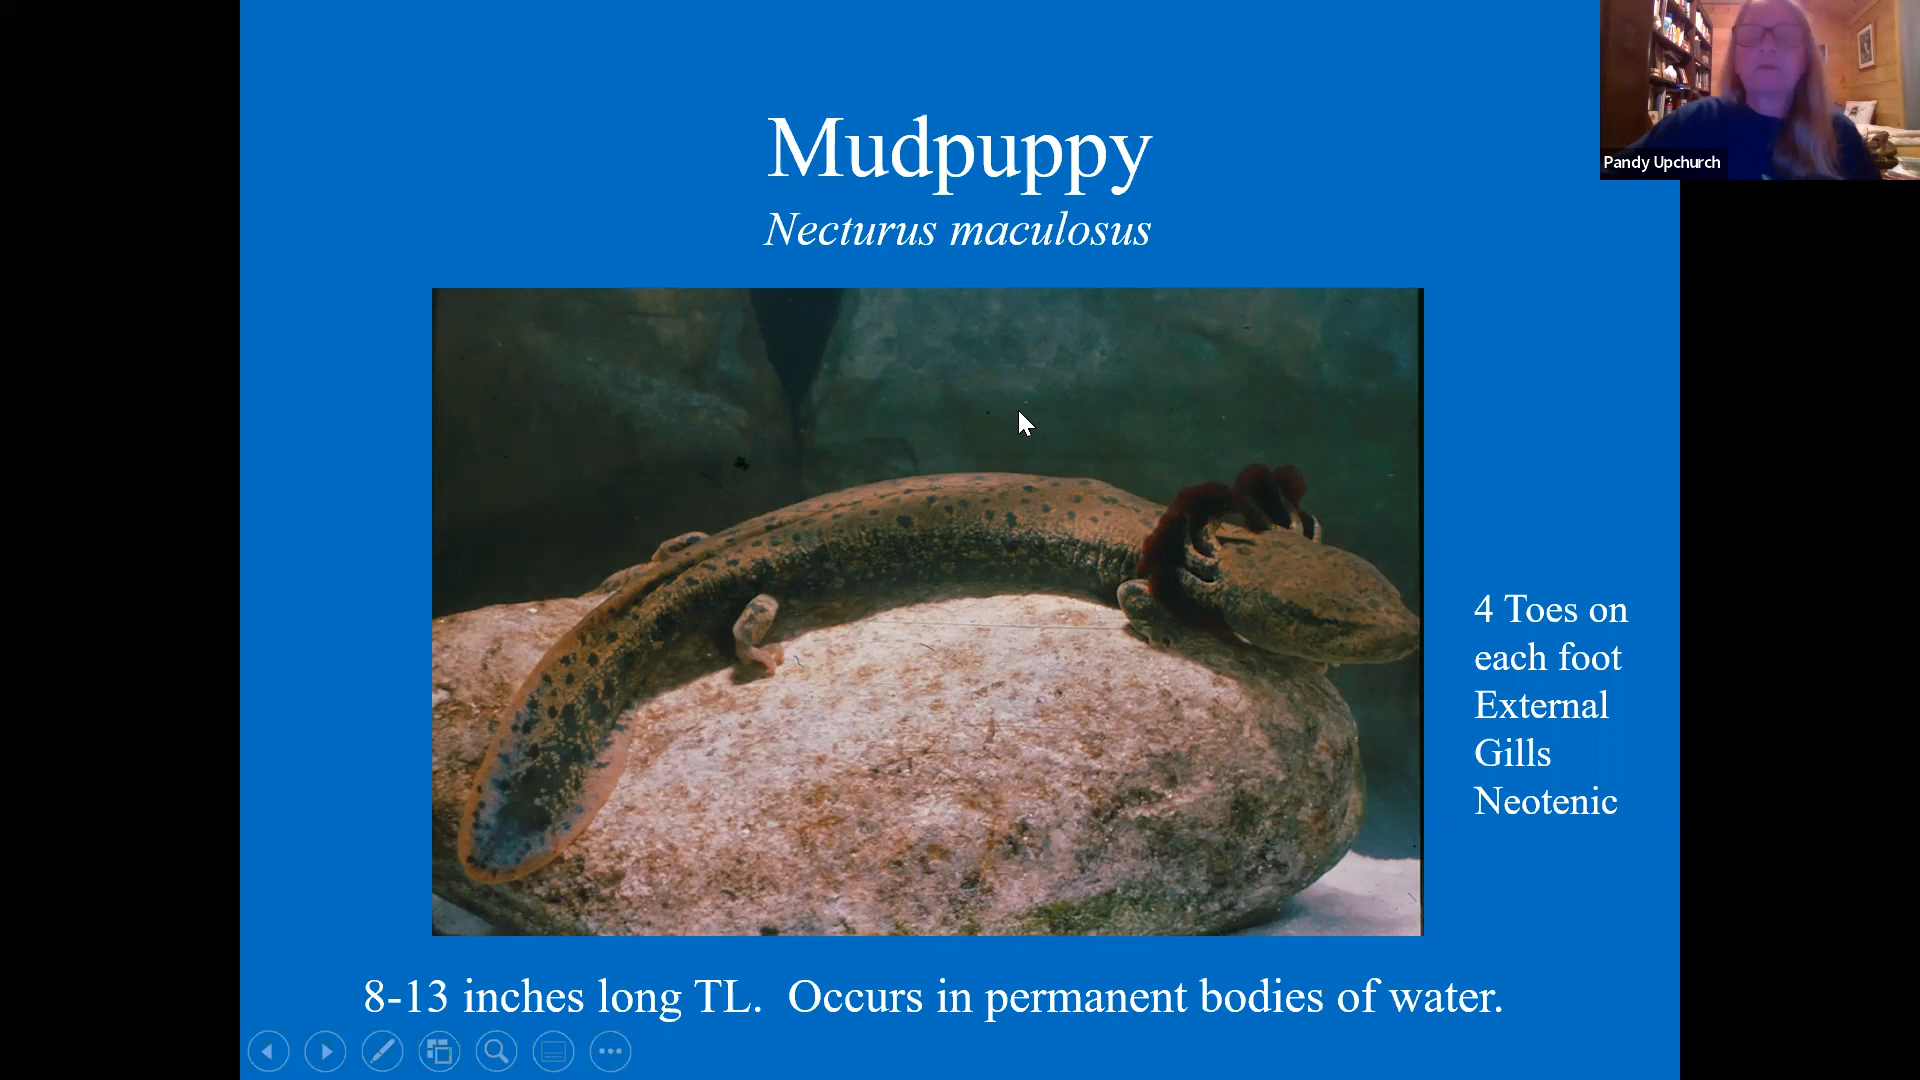 Mudpuppy
Necturus maculosus
Pandy Upchurch
4 Toes on
each foot
External
Gills
Neotenic
8-13 inches long TL.  Occurs in permanent bodies of water.